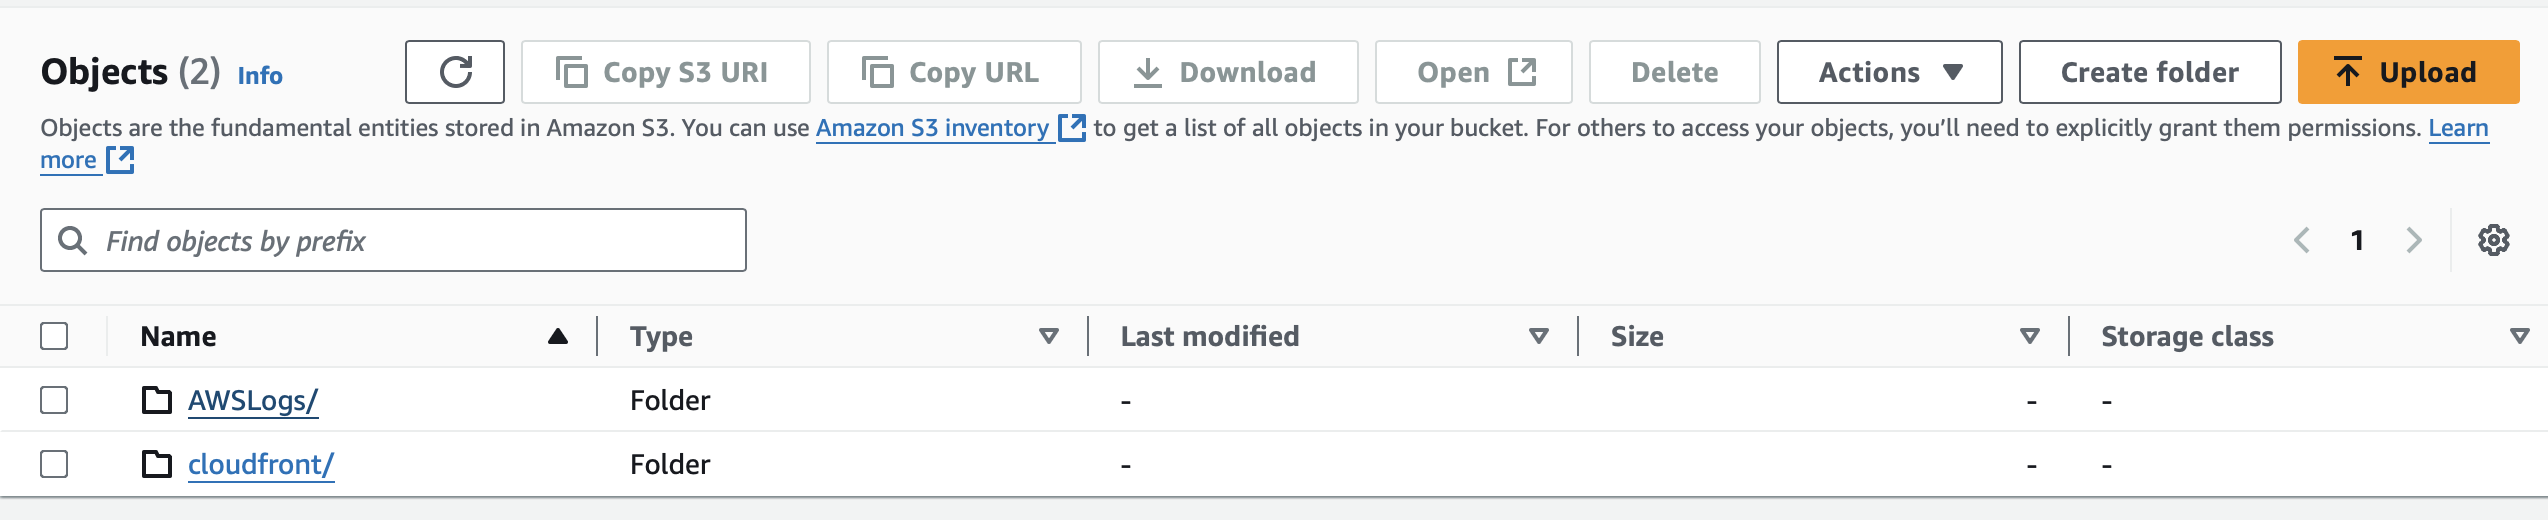 Objects (2) Info Copy S3 URI Copy URL Download Open Delete Actions Create folder Upload
Objects are the fundamental entities stored in Amazon S3. You can use Amazon S3 inventory to get a list of all objects in your bucket. For others to access your objects, you’ll need to explicitly grant them permissions. Learn
more
Find objects by prefix 1
Name Type Last modified Size Storage class
AWSLogs/ Folder - - -
cloudfront/ Folder - - -